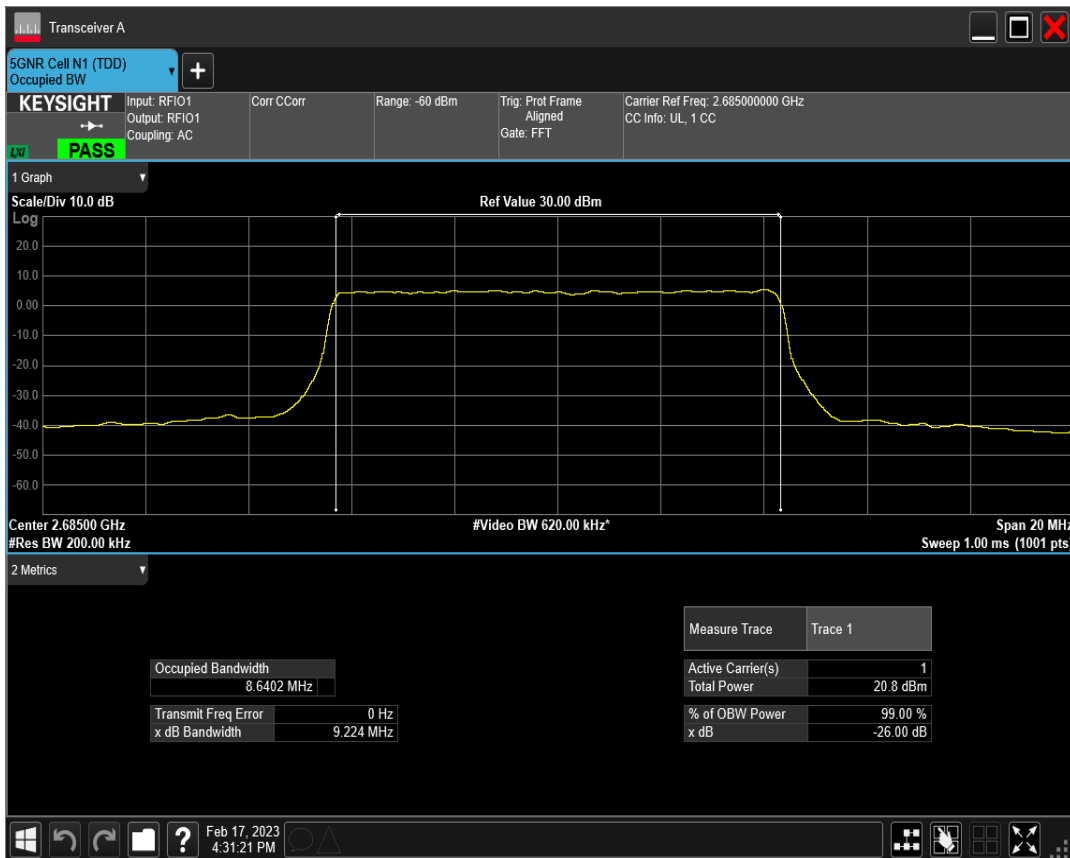 Transceiver A
5GNR Cell N1 (TDD)
Occupied BW
+
KEYSIGHT
LXI
PASS
Input: RFIO1
Output: RFIO1
Coupling: AC
Corr CCorr
Range: -60 dBm
Trig: Prot Frame
Aligned
Gate: FFT
Carrier Ref Freq: 2.685000000 GHz
CC Info: UL, 1 CC
1 Graph
Scale/Div 10.0 dB
Ref Value 30.00 dBm
Log
20.0
10.0
0.00
-10.0
-20.0
-30.0
-40.0
-50.0
-60.0
Center 2.68500 GHz
#Video BW 620.00 kHz*
Span 20 MHz
#Res BW 200.00 kHz
Sweep 1.00 ms (1001 pts)
2 Metrics
Measure Trace Trace 1
Occupied Bandwidth
8.6402 MHz
Active Carrier(s) 1
Total Power 20.8 dBm
Transmit Freq Error 0 Hz
x dB Bandwidth 9.224 MHz
% of OBW Power 99.00 %
x dB -26.00 dB
?
Feb 17, 2023
4:31:21 PM